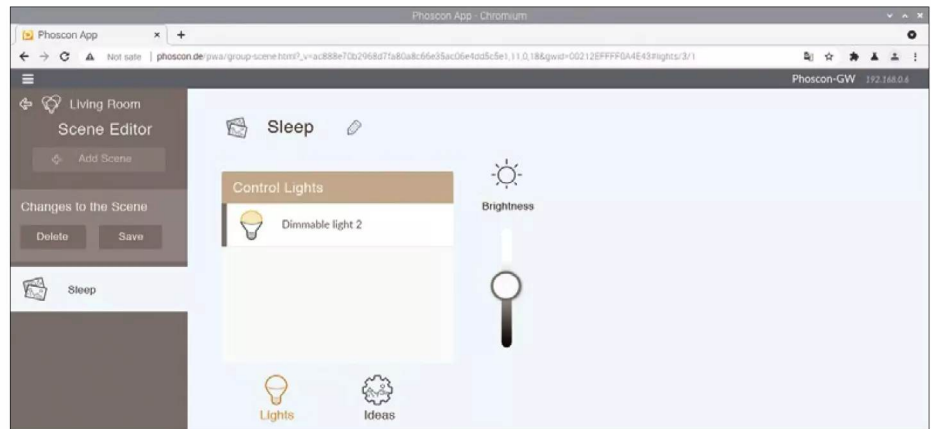 Phoscon App - Chromium
Phoscon App
Not safe phoscon.de/pwa/group-scene.html?_v=ac888e70b2968d7fa80a8c66e35ac06e4dd5c5e1,11,0,18&gwid=00212EFFFF0A4E43#lights/3/1
Phoscon-GW 192.168.0.6
Living Room
Scene Editor
Add Scene
Changes to the Scene
Delete Save
Sleep
Sleep
Control Lights
Dimmable light 2
Brightness
Lights Ideas